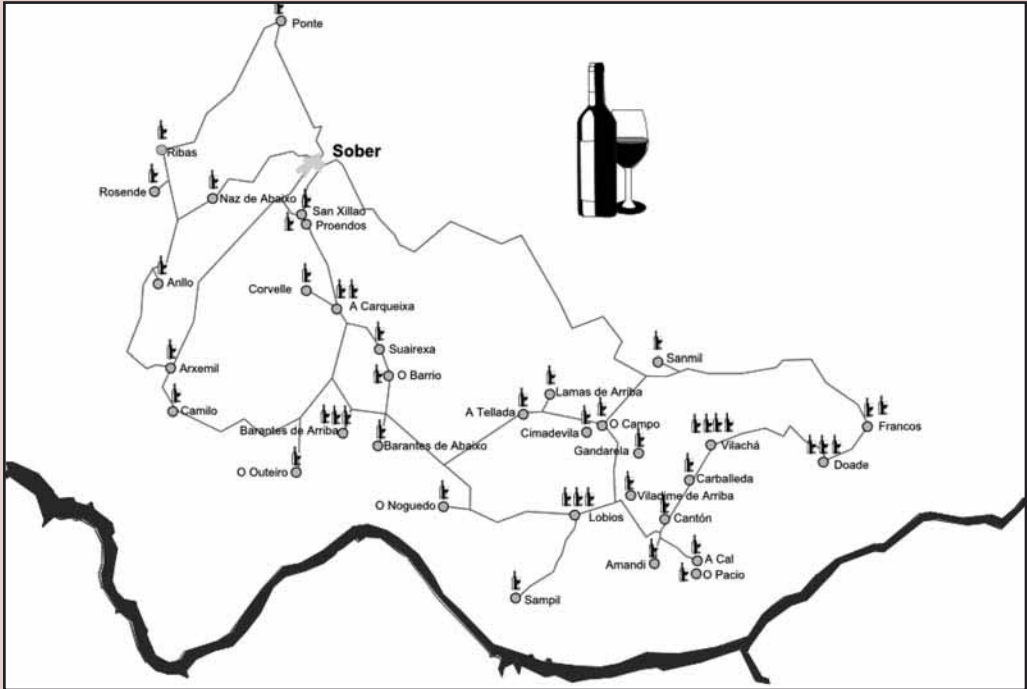 Ponte
Sober
Ribas
Rosende
Naz de Abaixo
San Xillao
Proendos
Anllo
Corvelle
A Carqueixa
Suairexa
Sanmil
Arxemil
O Barrio
Lamas de Arriba
Camilo
A Tellada
Barantes de Arriba
Cimadevila
O Campo
Francos
Barantes de Abaixo
Gandarela
Vilachá
Doade
O Outeiro
Carballeda
Viladime de Arriba
O Noguedo
Lobios
Cantón
Amandi
A Cal
O Pacio
Sampil